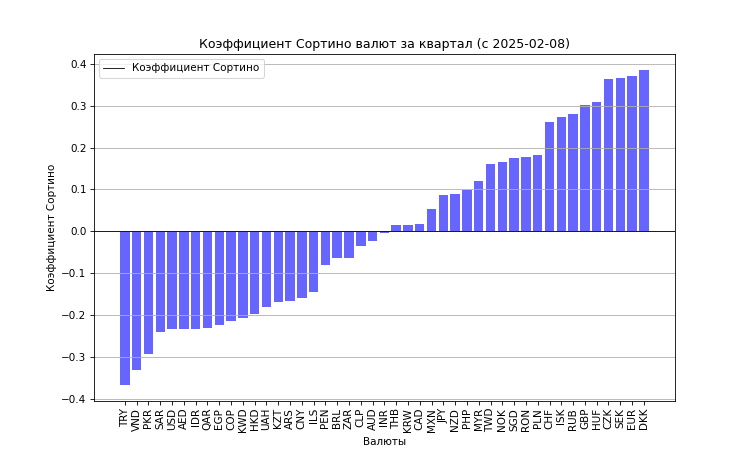 Коэффициент Сортино валют за квартал (с 2025-02-08)
Коэффициент Сортино
0.4
0.3
0.2
0.1
0.0
−0.1
−0.2
−0.3
−0.4
Коэффициент Сортино
TRY VND PKR SAR USD AED IDR QAR EGP COP KWD HKD UAH KZT ARS CNY ILS PEN BRL ZAR CLP AUD INR THB KRW CAD MXN JPY NZD PHP MYR TWD NOK SGD RON PLN CHF ISK RUB GBP HUF CZK SEK EUR DKK
Валюты